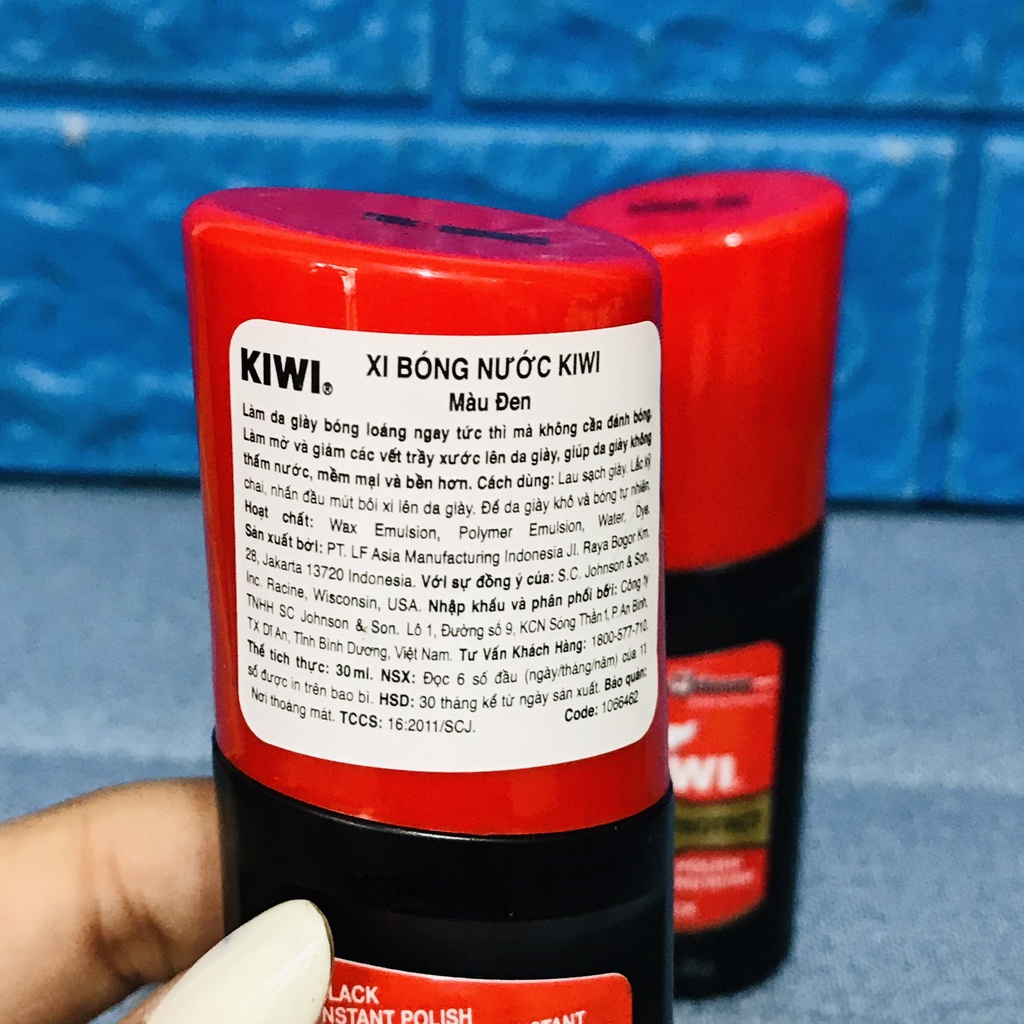 KIWI® XI BÓNG NƯỚC KIWI
Màu Đen
Làm da giày bóng loáng ngay tức thì mà không cần đánh bóng.
Làm mờ và giảm các vết trầy xước lên da giày, giúp da giày không
thấm nước, mềm mại và bền hơn. Cách dùng: Lau sạch giày. Lắc kỹ
chai, nhấn đầu mút bôi xi lên da giày. Để da giày khô và bóng tự nhiên.
Hoạt chất: Wax Emulsion, Polymer Emulsion, Water, Dye.
Sản xuất bởi: PT. LF Asia Manufacturing Indonesia Jl. Raya Bogor Km.
28, Jakarta 13720 Indonesia. Với sự đồng ý của: S.C. Johnson & Son,
Inc. Racine, Wisconsin, USA. Nhập khẩu và phân phối bởi: Công ty
TNHH SC Johnson & Son. Lô 1, Đường số 9, KCN Sóng Thần 1, P. An Bình,
TX Dĩ An, Tỉnh Bình Dương, Việt Nam. Tư Vấn Khách Hàng: 1800-577-710.
Thể tích thực: 30ml. NSX: Đọc 6 số đầu (ngày/tháng/năm) của 11
số được in trên bao bì. HSD: 30 tháng kể từ ngày sản xuất. Bảo quản:
Nơi thoáng mát. TCCS: 16:2011/SCJ. Code: 1066462
LACK
NSTANT POLISH
STANT
WI